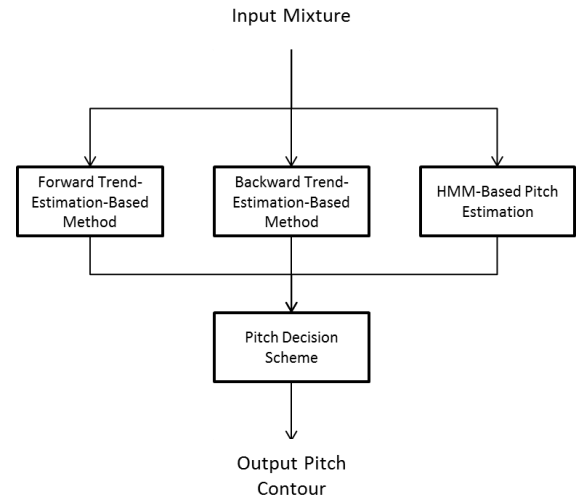 Input Mixture
Forward Trend-
Estimation-Based
Method
Backward Trend-
Estimation-Based
Method
HMM-Based Pitch
Estimation
Pitch Decision
Scheme
Output Pitch
Contour